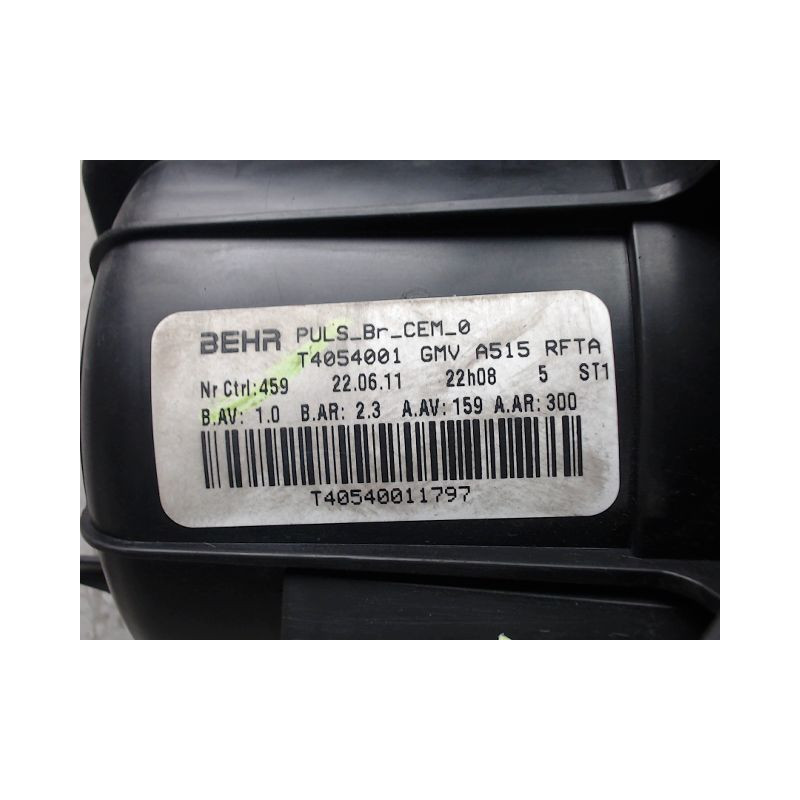 BEHR PULS_Br_CEM_0
T4054001 GMV A515 RFTA
Nr Ctrl:459 22.06.11 22h08 5 ST1
B.AV: 1.0 B.AR: 2.3 A.AV: 159 A.AR: 300
T40540011797